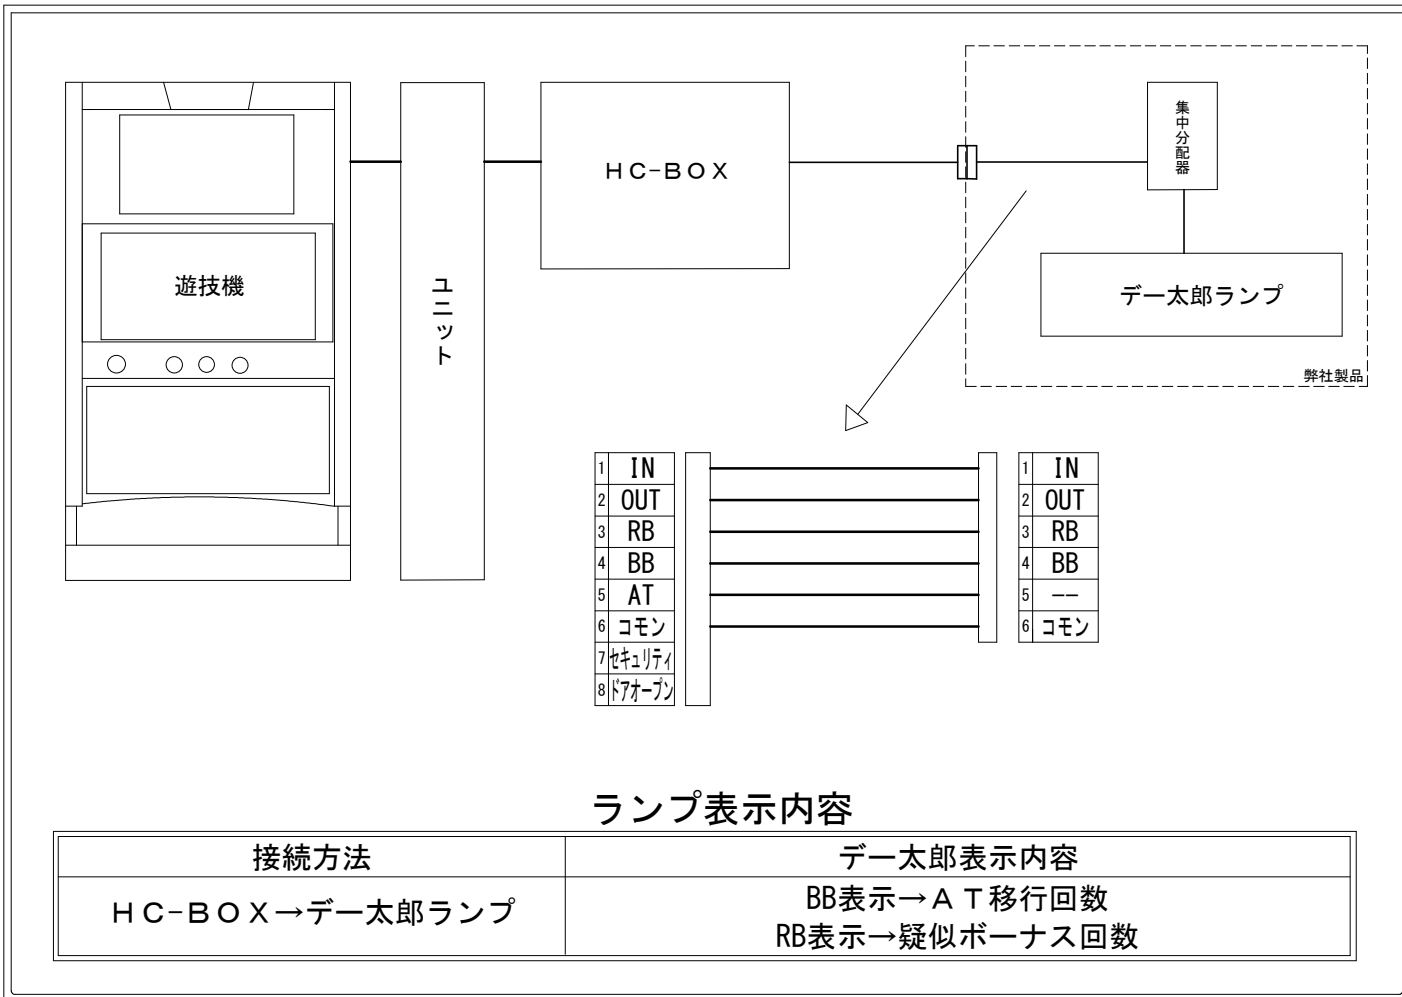 集中分配器
ＨＣ−ＢＯＸ
遊技機
ユニット
デー太郎ランプ
弊社製品
1 IN
2 OUT
3 RB
4 BB
5 AT
6 コモン
7 セキュリティ
8 ドアオープン
1 IN
2 OUT
3 RB
4 BB
5 −−
6 コモン
ランプ表示内容
接続方法
デー太郎表示内容
ＨＣ−ＢＯＸ→デー太郎ランプ
BB表示→ＡＴ移行回数
RB表示→疑似ボーナス回数